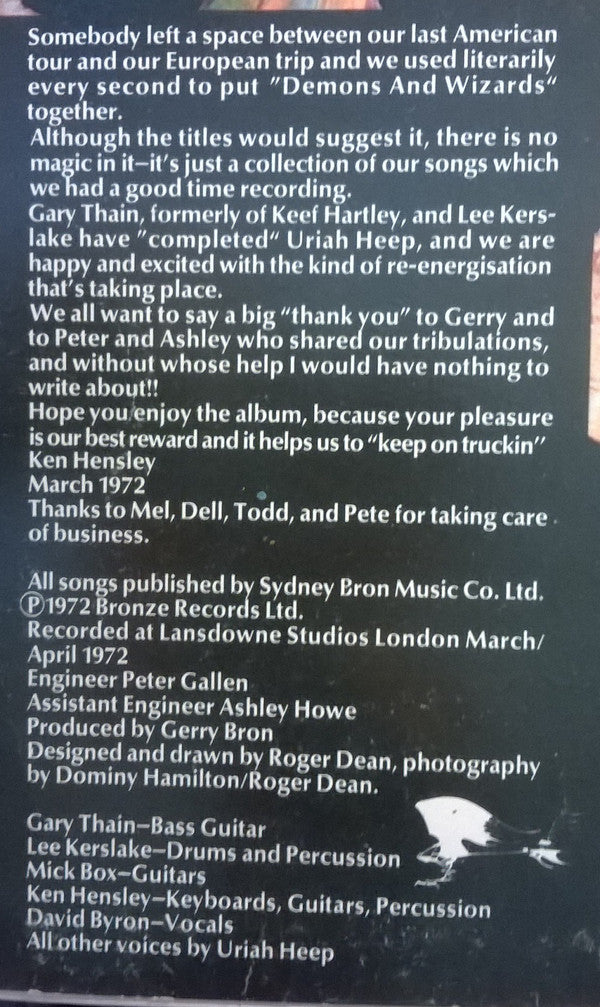 Somebody left a space between our last American
tour and our European trip and we used literarily
every second to put "Demons And Wizards"
together.
Although the titles would suggest it, there is no
magic in it—it's just a collection of our songs which
we had a good time recording.
Gary Thain, formerly of Keef Hartley, and Lee Kers-
lake have "completed" Uriah Heep, and we are
happy and excited with the kind of re-energisation
that's taking place.
We all want to say a big "thank you" to Gerry and
to Peter and Ashley who shared our tribulations,
and without whose help I would have nothing to
write about!!
Hope you enjoy the album, because your pleasure
is our best reward and it helps us to "keep on truckin"
Ken Hensley
March 1972
Thanks to Mel, Dell, Todd, and Pete for taking care
of business.
All songs published by Sydney Bron Music Co. Ltd.
Ⓟ1972 Bronze Records Ltd.
Recorded at Lansdowne Studios London March/
April 1972
Engineer Peter Gallen
Assistant Engineer Ashley Howe
Produced by Gerry Bron
Designed and drawn by Roger Dean, photography
by Dominy Hamilton/Roger Dean.
Gary Thain—Bass Guitar
Lee Kerslake—Drums and Percussion
Mick Box—Guitars
Ken Hensley—Keyboards, Guitars, Percussion
David Byron—Vocals
All other voices by Uriah Heep